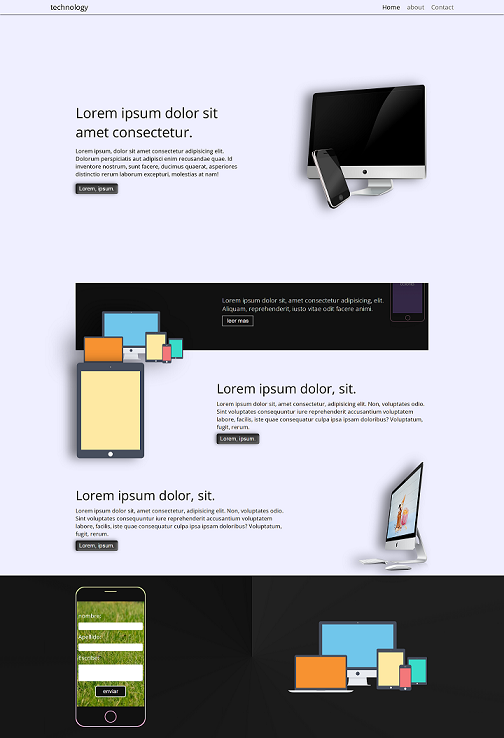 technology
Home about Contact
Lorem ipsum dolor sit
amet consectetur.
Lorem ipsum, dolor sit amet consectetur adipisicing elit.
Dolorum perspiciatis aut adipisci enim recusandae quae. Id
inventore nostrum, sunt facere, ducimus quaerat, asperiores
distinctio rerum laborum excepturi, molestias at nam!
Lorem, ipsum.
Lorem ipsum dolor sit, amet consectetur adipisicing, elit.
Aliquam, reprehenderit, iusto vitae odit facere animi.
leer mas
Lorem ipsum dolor, sit.
Lorem ipsum dolor sit, amet consectetur, adipisicing elit. Non, voluptates odio.
Sint voluptates consequuntur reprehenderit accusantium voluptatem
labore, facilis, iste quae consequatur culpa in doloribus? Voluptatum,
fugit, rerum.
Lorem, ipsum.
Lorem ipsum dolor, sit.
Lorem ipsum dolor sit, amet consectetur, adipisicing elit. Non, voluptates odio.
Sint voluptates consequuntur reprehenderit accusantium voluptatem
labore, facilis, iste quae consequatur culpa in doloribus? Voluptatum,
fugit, rerum.
Lorem, ipsum.
nombre:
Apellido:
Escribe:
enviar